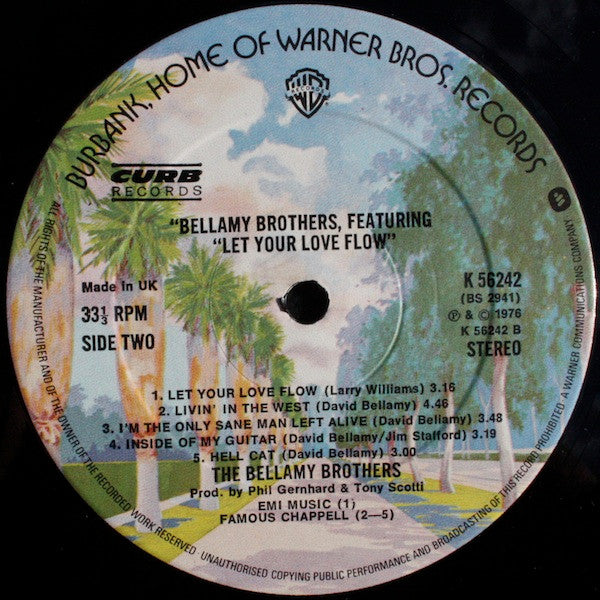 BURBANK, HOME OF WARNER BROS. RECORDS
WB
RECORDS
CURB
RECORDS
"BELLAMY BROTHERS, FEATURING
"LET YOUR LOVE FLOW"
Made in UK
33⅓ RPM
SIDE TWO
K 56242
(BS 2941)
℗ & © 1976
K 56242 B
STEREO
1. LET YOUR LOVE FLOW (Larry Williams) 3.16
2. LIVIN' IN THE WEST (David Bellamy) 4.46
3. I'M THE ONLY SANE MAN LEFT ALIVE (David Bellamy) 3.48
4. INSIDE OF MY GUITAR (David Bellamy/Jim Stafford) 3.19
5. HELL CAT (David Bellamy) 3.00
THE BELLAMY BROTHERS
Prod. by Phil Gernhard & Tony Scotti
EMI MUSIC (1)
FAMOUS CHAPPELL (2—5)
ALL RIGHTS OF THE MANUFACTURER AND OF THE OWNER OF THE RECORDED WORK RESERVED. UNAUTHORISED COPYING PUBLIC PERFORMANCE AND BROADCASTING OF THIS RECORD PROHIBITED. A WARNER COMMUNICATIONS COMPANY